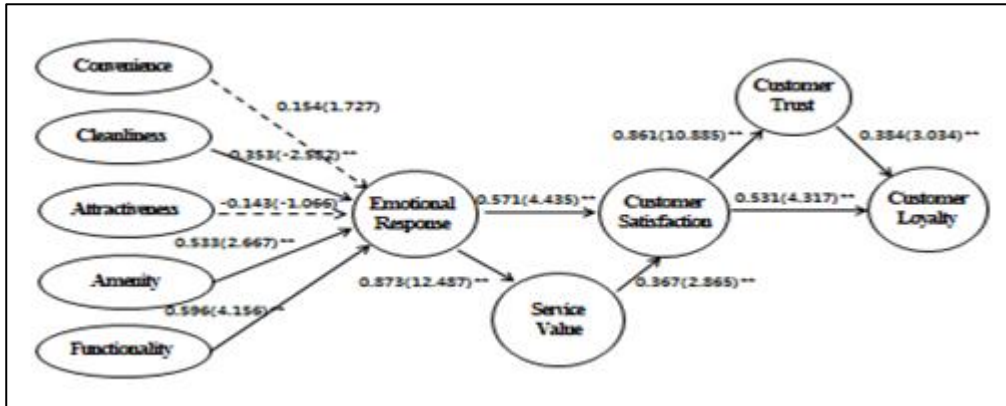 Convenience
0.154(1.727)
Cleanliness
-0.353(-2.582)**
Attractiveness
-0.143(-1.066)
Amenity
0.533(2.667)**
Functionality
0.596(4.156)**
Emotional
Response
0.571(4.435)**
0.873(12.487)**
Service
Value
0.367(2.865)**
Customer
Satisfaction
0.861(10.885)**
Customer
Trust
0.384(3.034)**
0.531(4.317)**
Customer
Loyalty